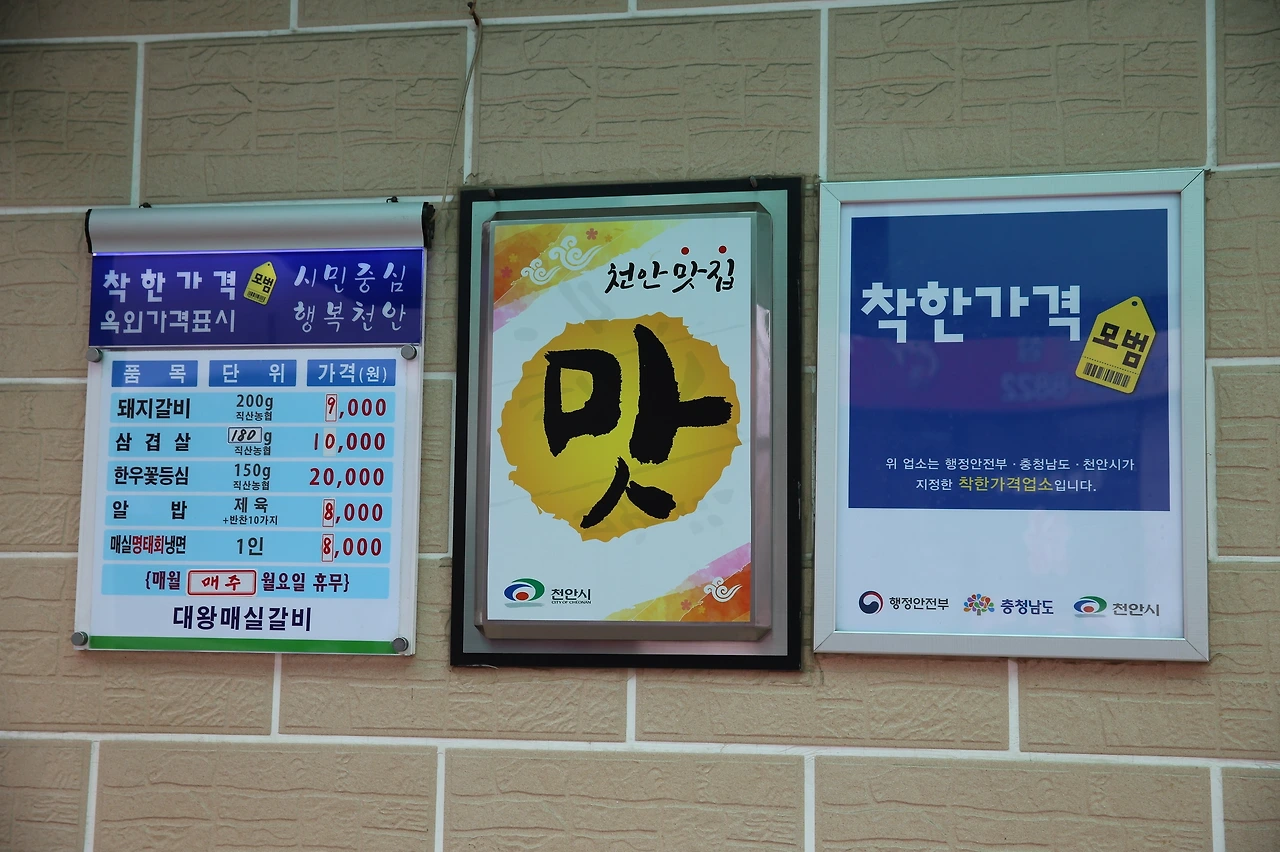 착한가격 모범 시민중심
옥외가격표시 행복천안
품 목 단 위 가격(원)
돼지갈비 200g 직산농협 9,000
삼겹살 180g 직산농협 10,000
한우꽃등심 150g 직산농협 20,000
알 밥 제육 +반찬10가지 8,000
매실명태회냉면 1인 8,000
{매월 매주 월요일 휴무}
대왕매실갈비
천안맛집
맛
천안시
CITY OF CHEONAN
착한가격
모범
위 업소는 행정안전부 · 충청남도 · 천안시가
지정한 착한가격업소입니다.
행정안전부 충청남도 천안시